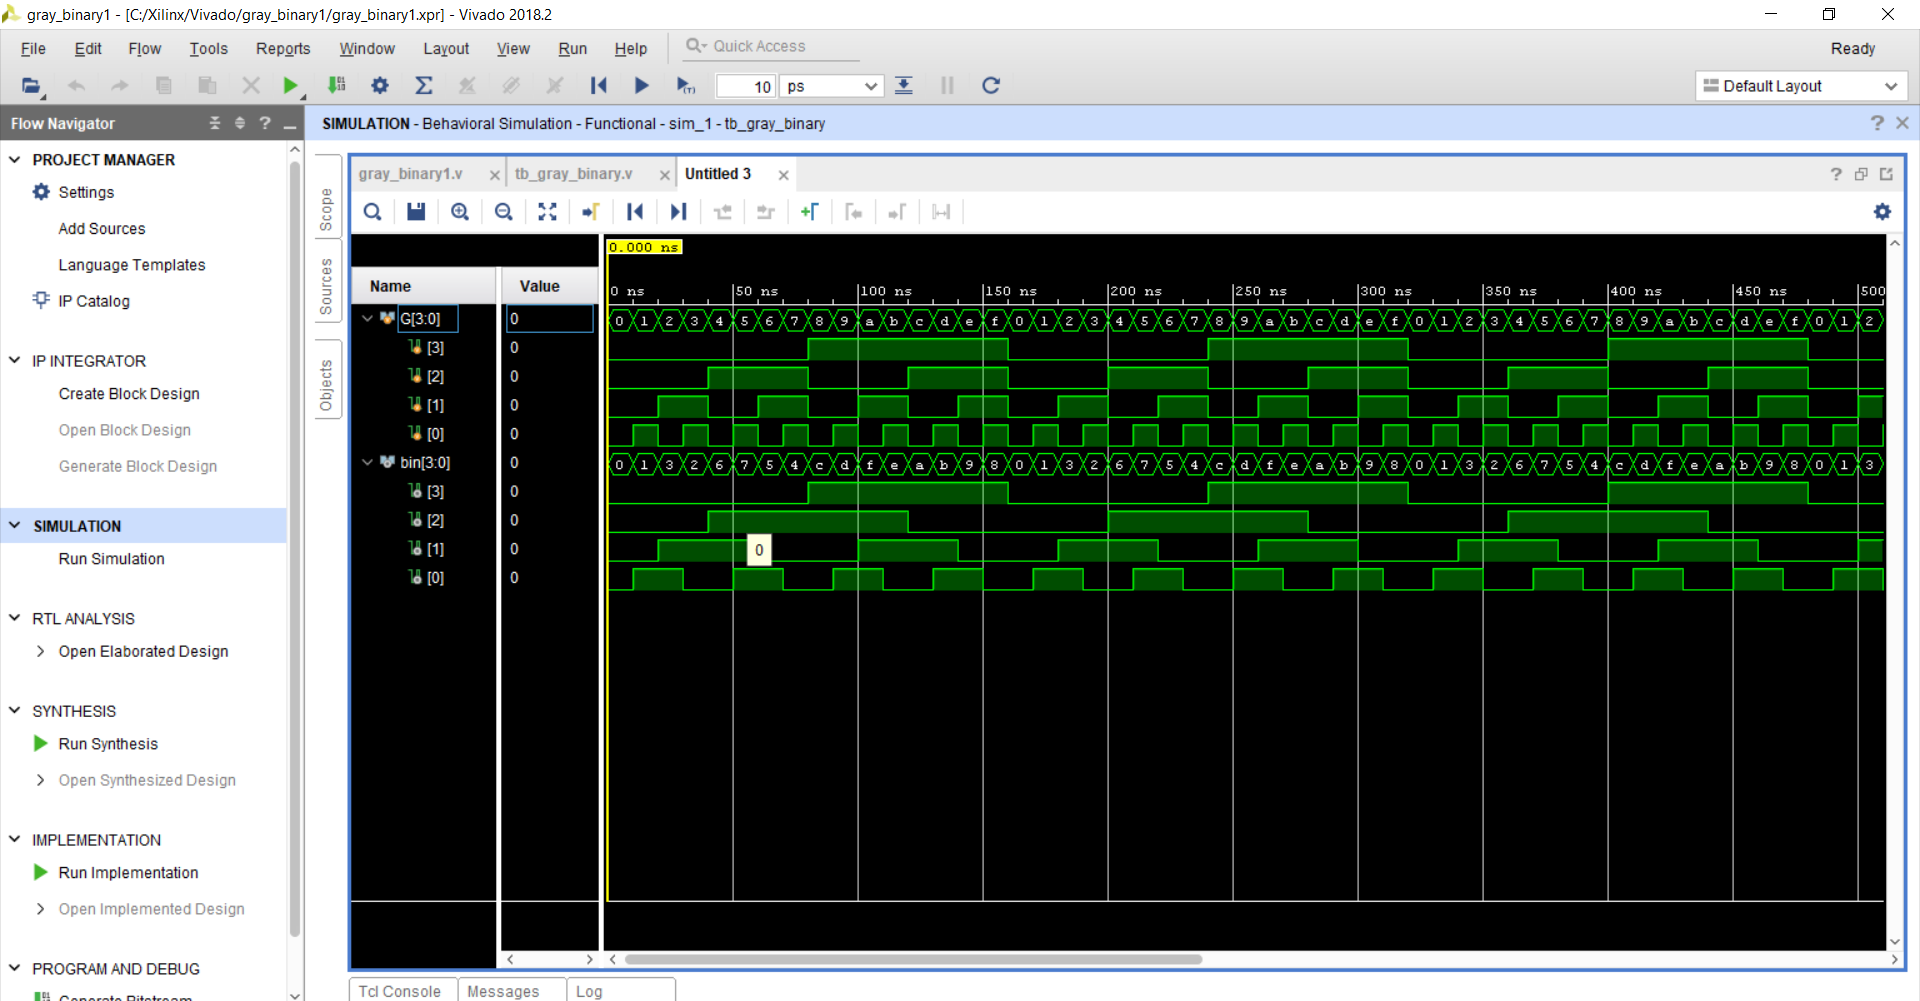 gray_binary1 - [C:/Xilinx/Vivado/gray_binary1/gray_binary1.xpr] - Vivado 2018.2
File Edit Flow Tools Reports Window Layout View Run Help Quick Access Ready
10 ps Default Layout
Flow Navigator
SIMULATION - Behavioral Simulation - Functional - sim_1 - tb_gray_binary
PROJECT MANAGER
Settings
Add Sources
Language Templates
IP Catalog
IP INTEGRATOR
Create Block Design
Open Block Design
Generate Block Design
SIMULATION
Run Simulation
RTL ANALYSIS
Open Elaborated Design
SYNTHESIS
Run Synthesis
Open Synthesized Design
IMPLEMENTATION
Run Implementation
Open Implemented Design
PROGRAM AND DEBUG
Generate Bitstream
Scope
Sources
Objects
gray_binary1.v tb_gray_binary.v Untitled 3
0.000 ns
Name Value
0 ns 50 ns 100 ns 150 ns 200 ns 250 ns 300 ns 350 ns 400 ns 450 ns 500
G[3:0] 0 0 1 2 3 4 5 6 7 8 9 a b c d e f 0 1 2 3 4 5 6 7 8 9 a b c d e f 0 1 2 3 4 5 6 7 8 9 a b c d e f 0 1 2
[3] 0
[2] 0
[1] 0
[0] 0
bin[3:0] 0 0 1 3 2 6 7 5 4 c d f e a b 9 8 0 1 3 2 6 7 5 4 c d f e a b 9 8 0 1 3 2 6 7 5 4 c d f e a b 9 8 0 1 3
[3] 0
[2] 0
[1] 0 0
[0] 0
Tcl Console Messages Log